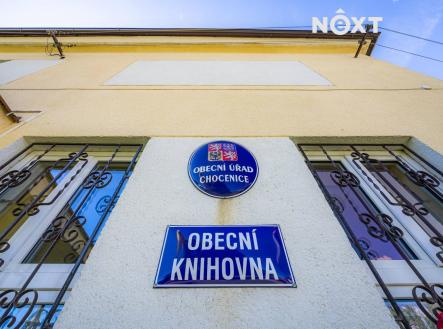 NEXT
OBECNÍ ÚŘAD
CHOCENICE
OBECNÍ
KNIHOVNA